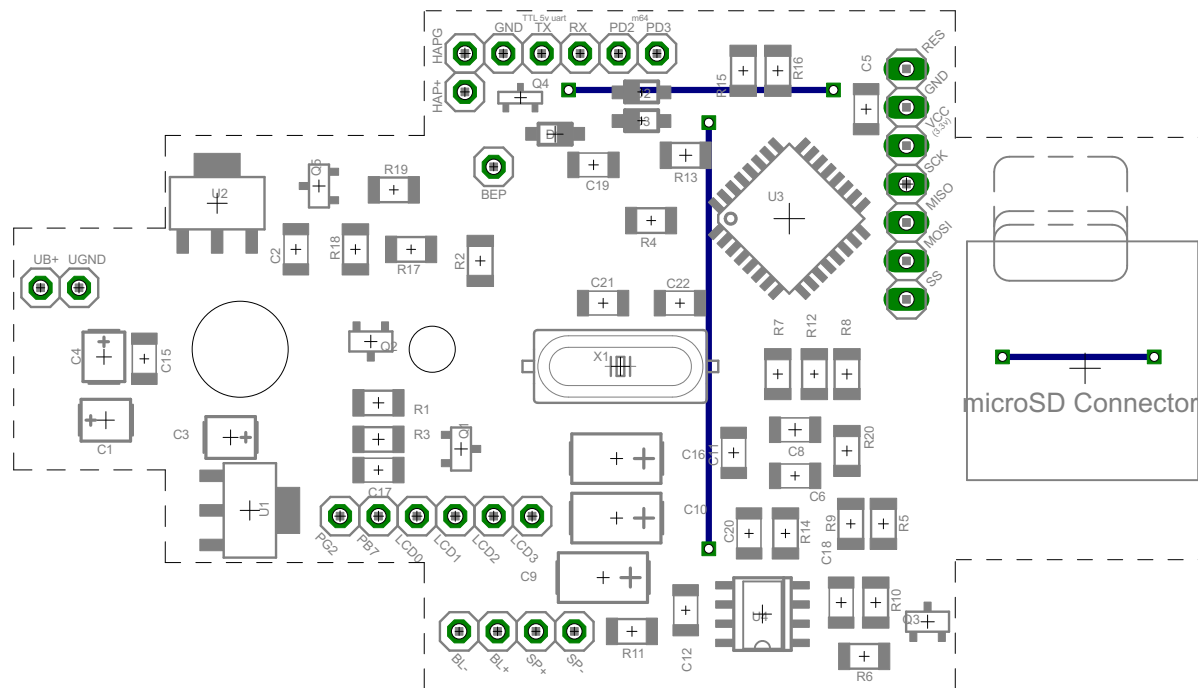 TTL 5v uart
m64
HAPG
GND
TX
RX
PD2
PD3
HAP+
Q4
R15
R16
C5
RES
GND
VCC
(3.3v)
SCK
MISO
MOSI
SS
C19
R13
BEP
U2
Q5
R19
U3
R4
C2
R18
R17
R2
UB+
UGND
C21
C22
C4
C15
Q2
X1
R7
R12
R8
microSD Connector
C1
C3
R1
R3
Q1
C17
C16
C11
C8
R20
C6
U1
C10
C20
R14
R9
R5
C18
PG2
PB7
LCD0
LCD1
LCD2
LCD3
C9
BL-
BL+
SP+
SP-
R11
C12
R10
Q3
R6